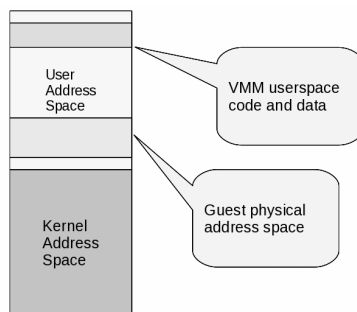 User
Address
Space
VMM userspace
code and data
Guest physical
address space
Kernel
Address
Space